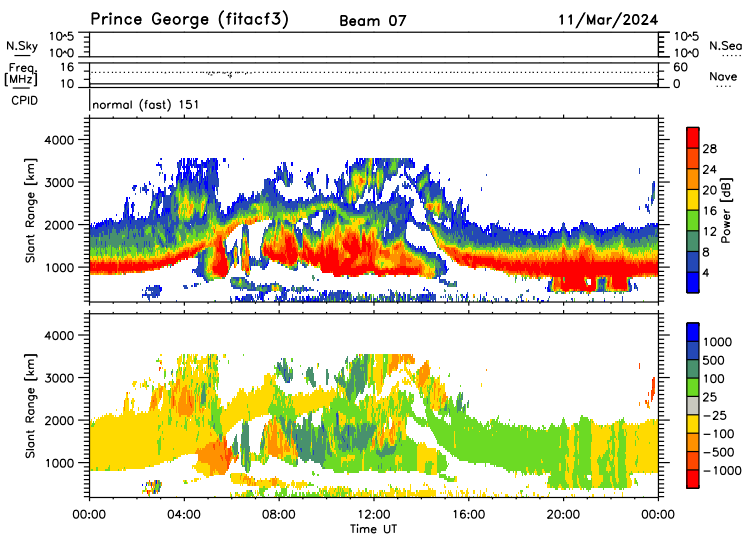 Prince George (fitacf3) Beam 07 11/Mar/2024
N.Sky 10^5 10^0 10^5 10^0 N.Sea
Freq. [MHz] 16 10 60 0 Nave
CPID normal (fast) 151
Slant Range [km] 4000 3000 2000 1000
28 24 20 16 12 8 4 Power [dB]
Slant Range [km] 4000 3000 2000 1000
1000 500 100 25 -25 -100 -500 -1000
00:00 04:00 08:00 12:00 16:00 20:00 00:00
Time UT